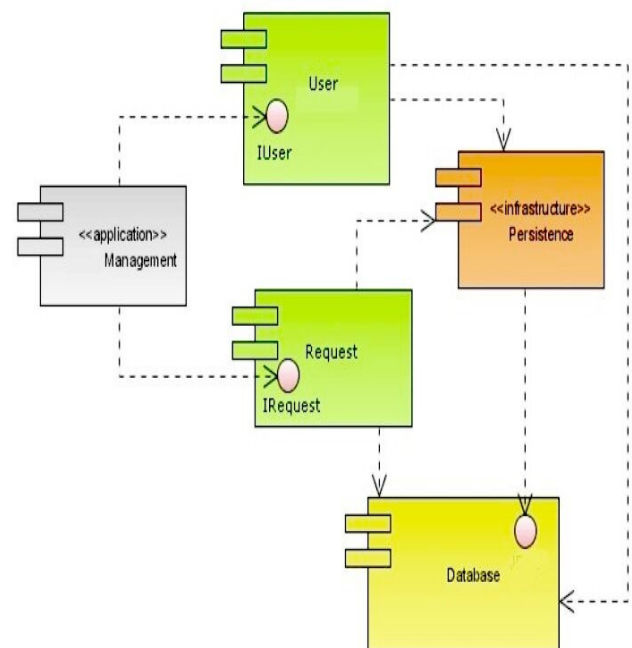 User
IUser
<<application>>
Management
<<infrastructure>>
Persistence
Request
IRequest
Database